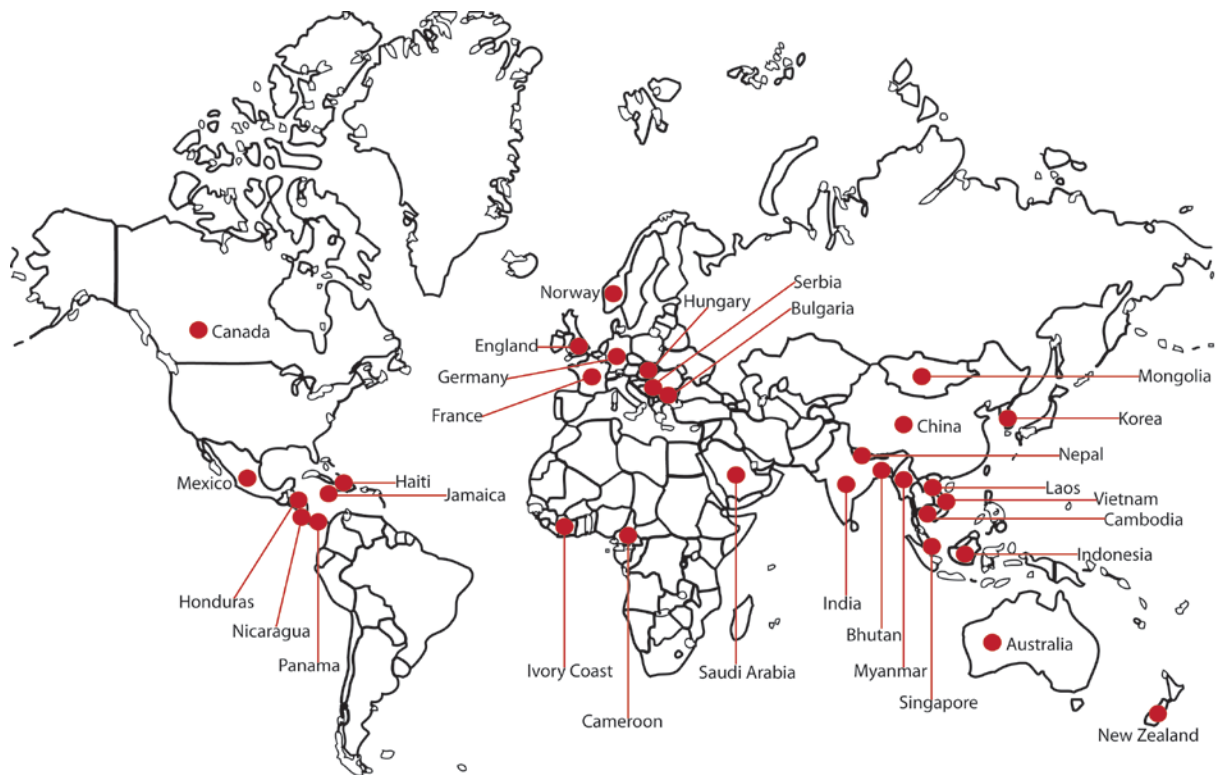 Serbia
Norway
Hungary
Bulgaria
Canada
England
Germany
Mongolia
France
Korea
China
Nepal
Mexico
Haiti
Jamaica
Laos
Vietnam
Cambodia
Indonesia
Honduras
India
Nicaragua
Bhutan
Australia
Panama
Ivory Coast
Saudi Arabia
Myanmar
Singapore
Cameroon
New Zealand